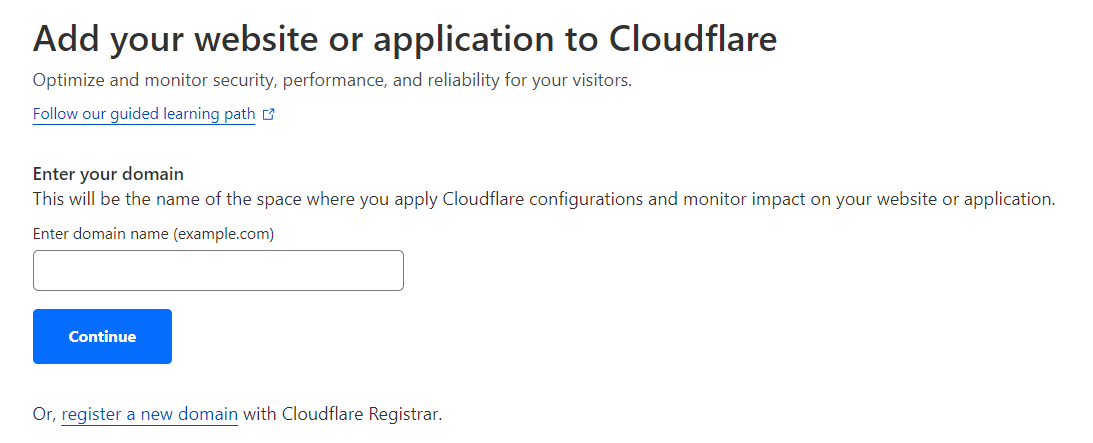 Add your website or application to Cloudflare
Optimize and monitor security, performance, and reliability for your visitors.
Follow our guided learning path
Enter your domain
This will be the name of the space where you apply Cloudflare configurations and monitor impact on your website or application.
Enter domain name (example.com)
Continue
Or, register a new domain with Cloudflare Registrar.